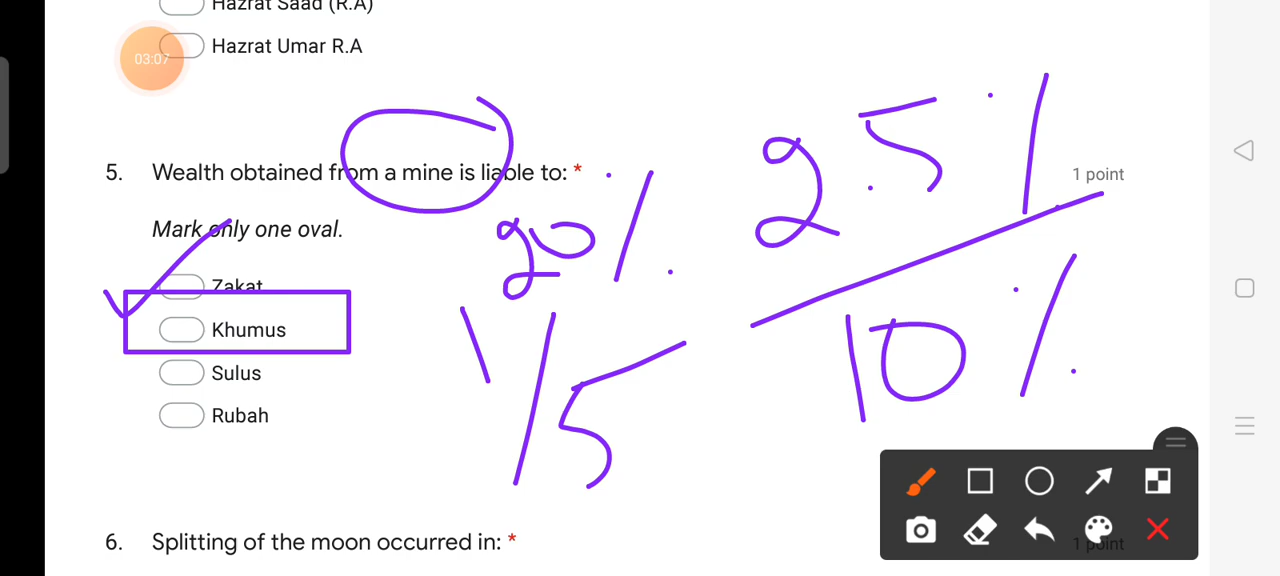 Hazrat Saad (R.A)
Hazrat Umar R.A
03:07
5. Wealth obtained from a mine is liable to: *
1 point
Mark only one oval.
Zakat
Khumus
Sulus
Rubah
20%
1/5
2.5%
10%
6. Splitting of the moon occurred in: *
1 point